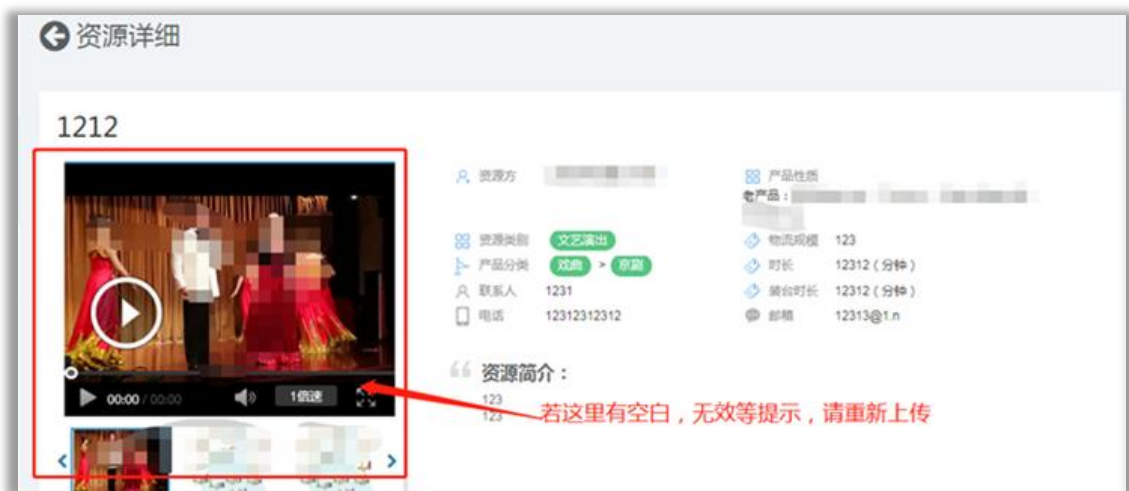 资源详细
1212
资源方
产品性质
老产品：
资源类别 文艺演出
物流规模 123
产品分类 戏曲 > 京剧
时长 12312（分钟）
联系人 1231
装台时长 12312（分钟）
电话 12312312312
邮箱 12313@1.n
00:00 / 00:00 1倍速
资源简介：
123
123
若这里有空白，无效等提示，请重新上传